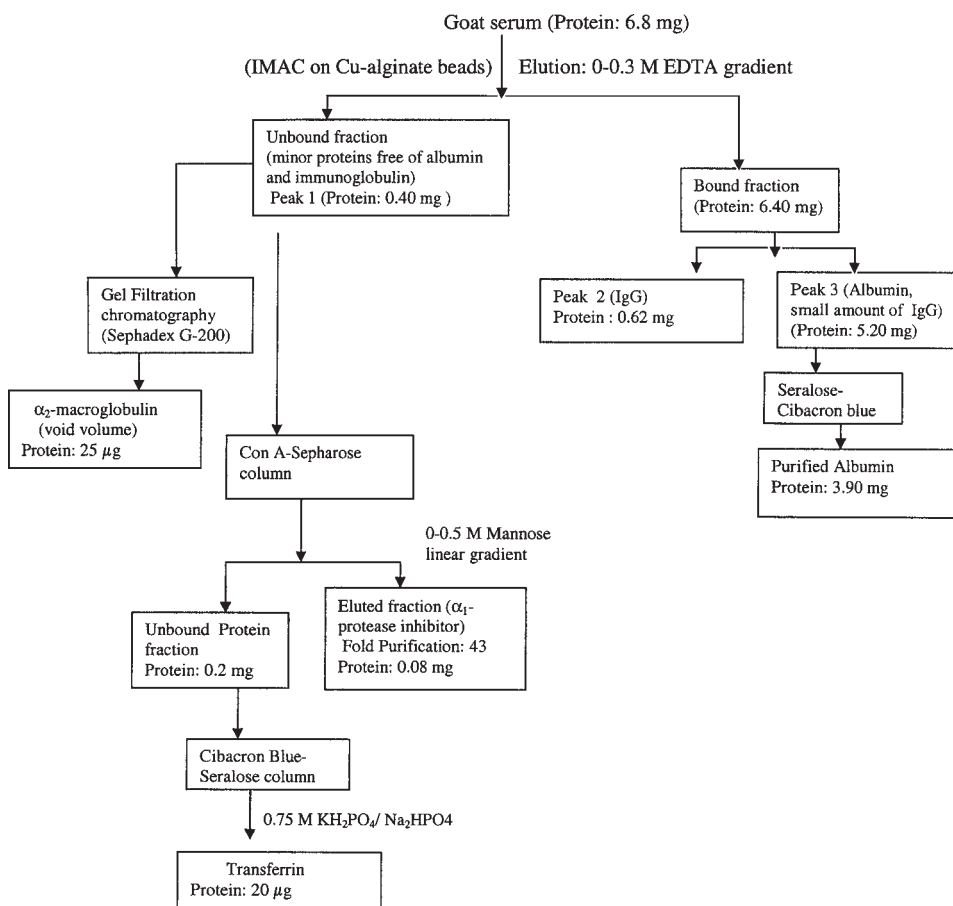 Goat serum (Protein: 6.8 mg)
(IMAC on Cu-alginate beads)
Elution: 0-0.3 M EDTA gradient
Unbound fraction
(minor proteins free of albumin
and immunoglobulin)
Peak 1 (Protein: 0.40 mg )
Bound fraction
(Protein: 6.40 mg)
Gel Filtration
chromatography
(Sephadex G-200)
Peak 2 (IgG)
Protein : 0.62 mg
Peak 3 (Albumin,
small amount of IgG)
(Protein: 5.20 mg)
α₂-macroglobulin
(void volume)
Protein: 25 µg
Seralose-
Cibacron blue
Con A-Sepharose
column
Purified Albumin
Protein: 3.90 mg
0-0.5 M Mannose
linear gradient
Unbound Protein
fraction
Protein: 0.2 mg
Eluted fraction (α₁-
protease inhibitor)
Fold Purification: 43
Protein: 0.08 mg
Cibacron Blue-
Seralose column
0.75 M KH₂PO₄/ Na₂HPO4
Transferrin
Protein: 20 µg